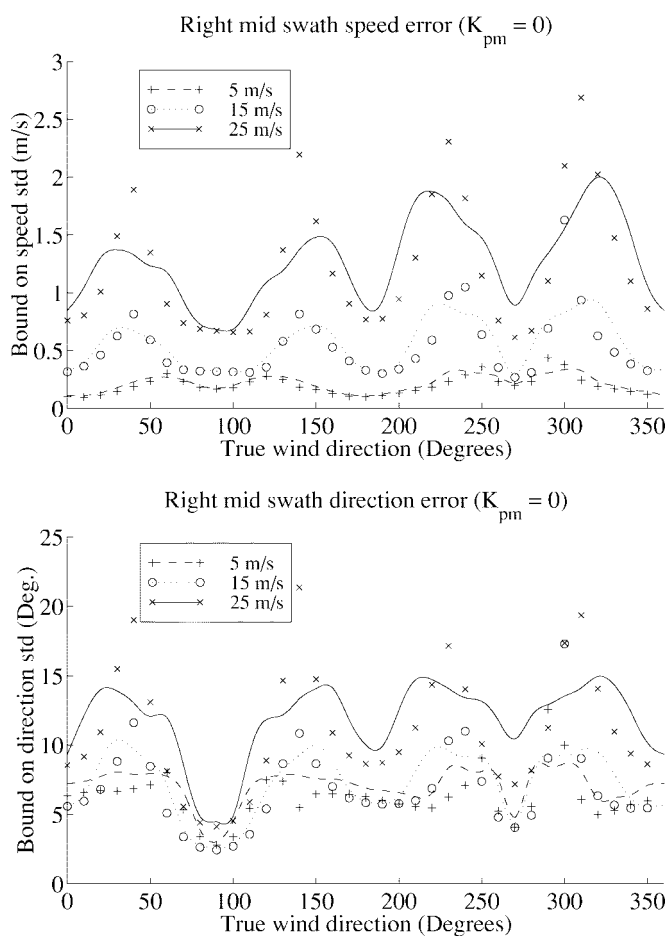 Right mid swath speed error (Kpm = 0)
3
2.5
2
1.5
1
0.5
0
Bound on speed std (m/s)
5 m/s
15 m/s
25 m/s
0 50 100 150 200 250 300 350
True wind direction (Degrees)
Right mid swath direction error (Kpm = 0)
25
20
15
10
5
0
Bound on direction std (Deg.)
5 m/s
15 m/s
25 m/s
0 50 100 150 200 250 300 350
True wind direction (Degrees)